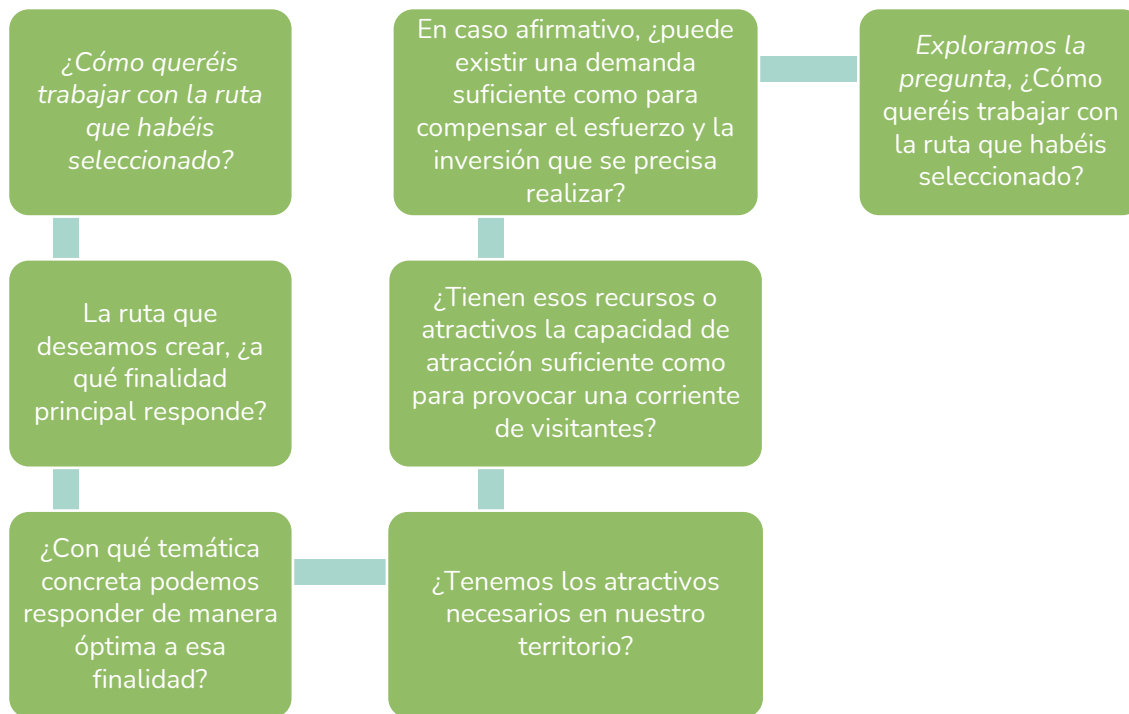 ¿Cómo queréis
trabajar con la ruta
que habéis
seleccionado?
La ruta que
deseamos crear, ¿a
qué finalidad
principal responde?
¿Con qué temática
concreta podemos
responder de manera
óptima a esa
finalidad?
¿Tenemos los atractivos
necesarios en nuestro
territorio?
¿Tienen esos recursos o
atractivos la capacidad de
atracción suficiente como
para provocar una corriente
de visitantes?
En caso afirmativo, ¿puede
existir una demanda
suficiente como para
compensar el esfuerzo y la
inversión que se precisa
realizar?
Exploramos la
pregunta, ¿Cómo
queréis trabajar con
la ruta que habéis
seleccionado?